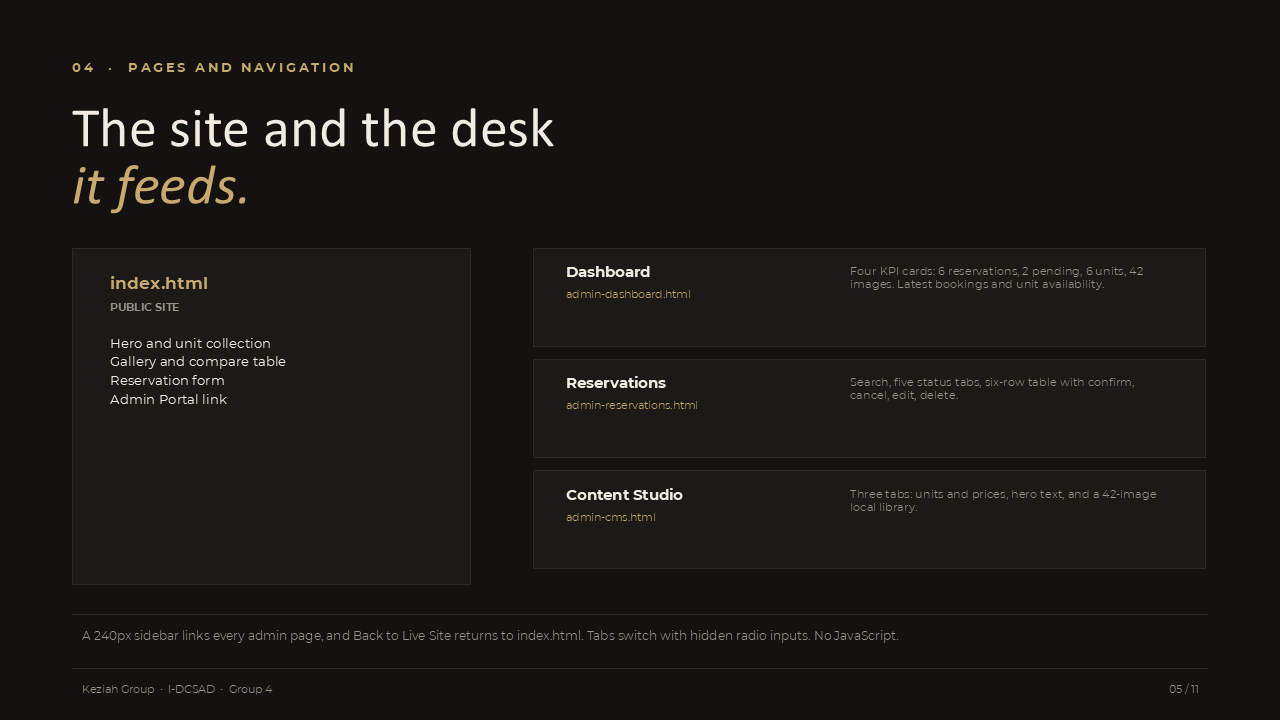 04 · PAGES AND NAVIGATION
The site and the desk
it feeds.
index.html
PUBLIC SITE
Hero and unit collection
Gallery and compare table
Reservation form
Admin Portal link
Dashboard
admin-dashboard.html
Four KPI cards: 6 reservations, 2 pending, 6 units, 42
images. Latest bookings and unit availability.
Reservations
admin-reservations.html
Search, five status tabs, six-row table with confirm,
cancel, edit, delete.
Content Studio
admin-cms.html
Three tabs: units and prices, hero text, and a 42-image
local library.
A 240px sidebar links every admin page, and Back to Live Site returns to index.html. Tabs switch with hidden radio inputs. No JavaScript.
Keziah Group · I-DCSAD · Group 4
05 / 11